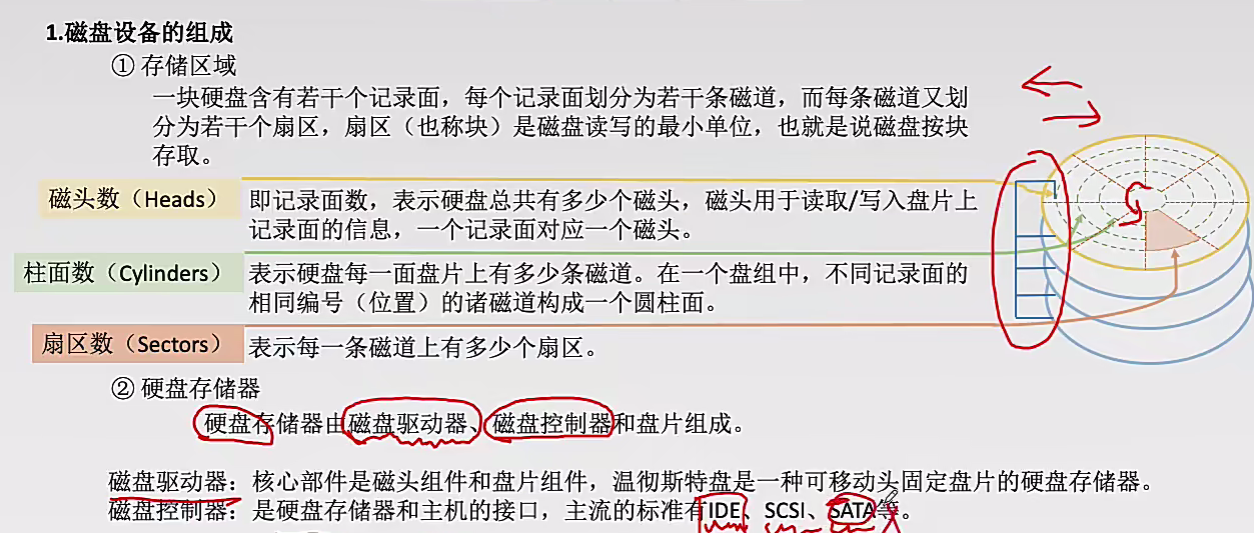 1.磁盘设备的组成
① 存储区域
一块硬盘含有若干个记录面，每个记录面划分为若干条磁道，而每条磁道又划
分为若干个扇区，扇区（也称块）是磁盘读写的最小单位，也就是说磁盘按块
存取。
磁头数（Heads） 即记录面数，表示硬盘总共有多少个磁头，磁头用于读取/写入盘片上
记录面的信息，一个记录面对应一个磁头。
柱面数（Cylinders） 表示硬盘每一面盘片上有多少条磁道。在一个盘组中，不同记录面的
相同编号（位置）的诸磁道构成一个圆柱面。
扇区数（Sectors） 表示每一条磁道上有多少个扇区。
② 硬盘存储器
硬盘存储器由磁盘驱动器、磁盘控制器和盘片组成。
磁盘驱动器：核心部件是磁头组件和盘片组件，温彻斯特盘是一种可移动头固定盘片的硬盘存储器。
磁盘控制器：是硬盘存储器和主机的接口，主流的标准有IDE、SCSI、SATA等。